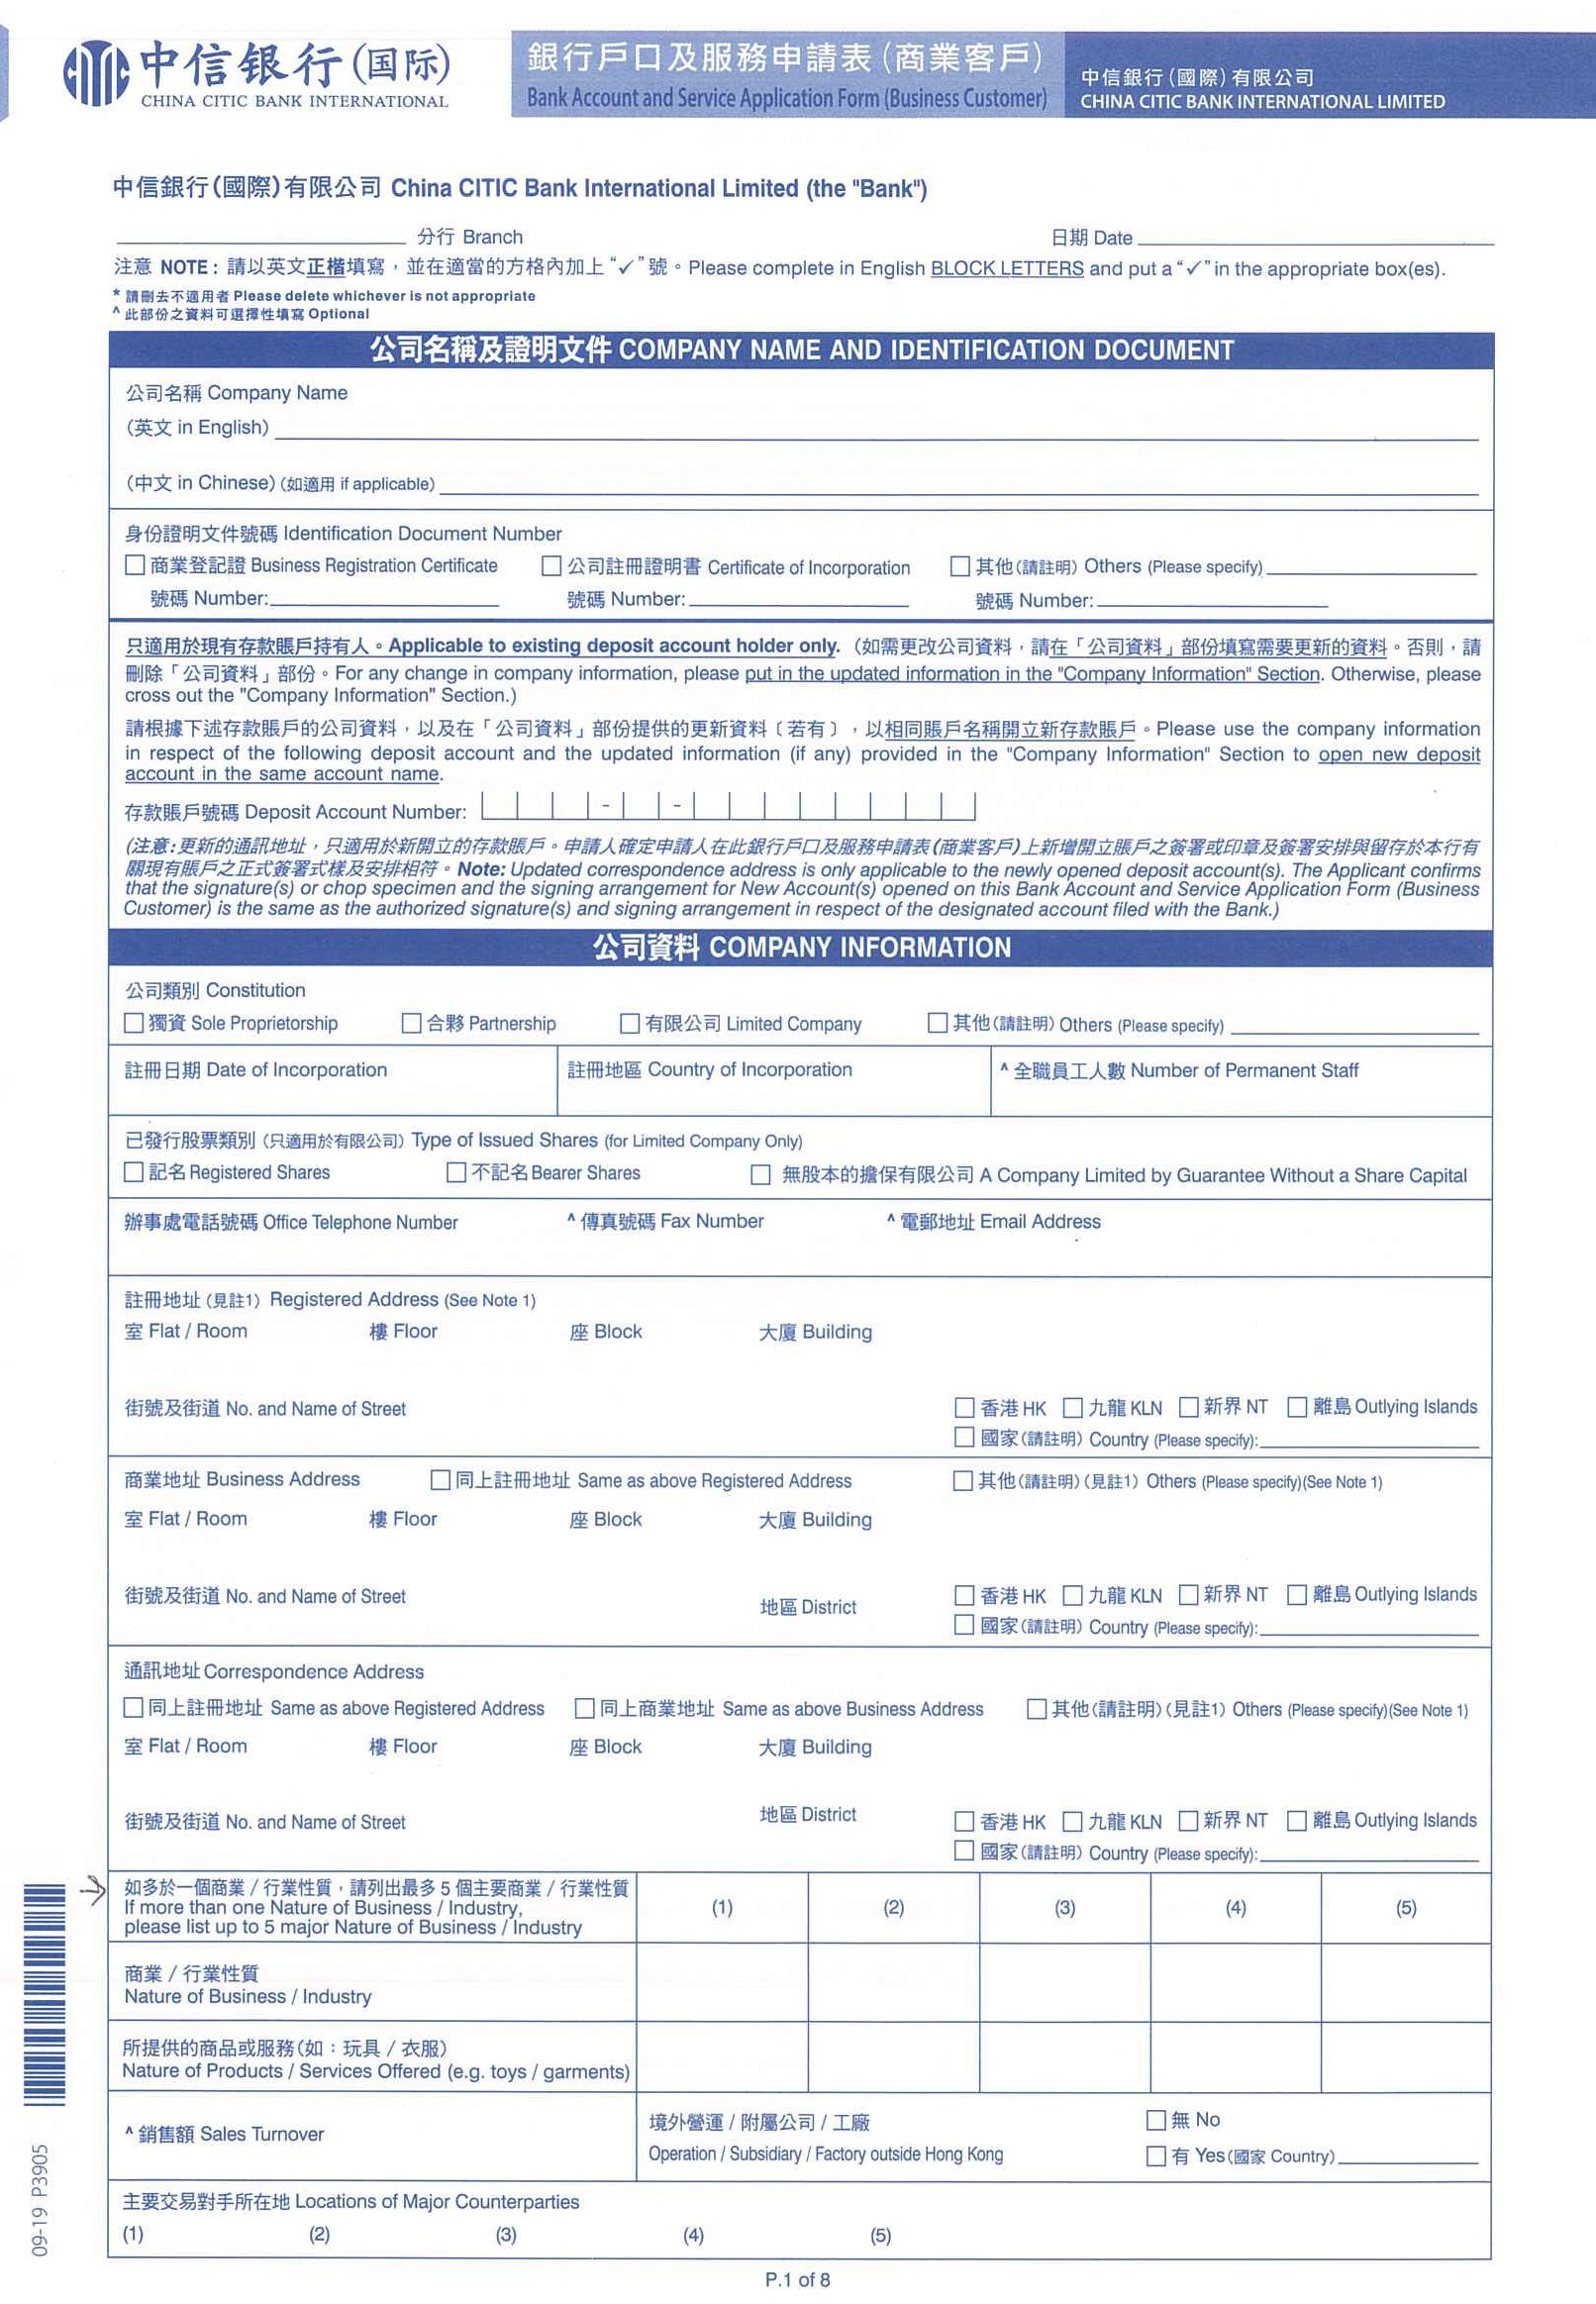 中信银行(国际)
CHINA CITIC BANK INTERNATIONAL
銀行戶口及服務申請表(商業客戶)
Bank Account and Service Application Form (Business Customer)
中信銀行(國際)有限公司
CHINA CITIC BANK INTERNATIONAL LIMITED
中信銀行(國際)有限公司 China CITIC Bank International Limited (the "Bank")
分行 Branch 日期 Date
注意 NOTE : 請以英文正楷填寫，並在適當的方格內加上 "✓" 號。Please complete in English BLOCK LETTERS and put a "✓" in the appropriate box(es).
* 請刪去不適用者 Please delete whichever is not appropriate
^ 此部份之資料可選擇性填寫 Optional
公司名稱及證明文件 COMPANY NAME AND IDENTIFICATION DOCUMENT
公司名稱 Company Name
(英文 in English)
(中文 in Chinese) (如適用 if applicable)
身份證明文件號碼 Identification Document Number
□ 商業登記證 Business Registration Certificate □ 公司註冊證明書 Certificate of Incorporation □ 其他(請註明) Others (Please specify)
號碼 Number: 號碼 Number: 號碼 Number:
只適用於現有存款賬戶持有人。Applicable to existing deposit account holder only. (如需更改公司資料，請在「公司資料」部份填寫需要更新的資料。否則，請
刪除「公司資料」部份。For any change in company information, please put in the updated information in the "Company Information" Section. Otherwise, please
cross out the "Company Information" Section.)
請根據下述存款賬戶的公司資料，以及在「公司資料」部份提供的更新資料〔若有〕，以相同賬戶名稱開立新存款賬戶。Please use the company information
in respect of the following deposit account and the updated information (if any) provided in the "Company Information" Section to open new deposit
account in the same account name.
存款賬戶號碼 Deposit Account Number: - -
(注意:更新的通訊地址，只適用於新開立的存款賬戶。申請人確定申請人在此銀行戶口及服務申請表(商業客戶)上新增開立賬戶之簽署或印章及簽署安排與留存於本行有
關現有賬戶之正式簽署式樣及安排相符。Note: Updated correspondence address is only applicable to the newly opened deposit account(s). The Applicant confirms
that the signature(s) or chop specimen and the signing arrangement for New Account(s) opened on this Bank Account and Service Application Form (Business
Customer) is the same as the authorized signature(s) and signing arrangement in respect of the designated account filed with the Bank.)
公司資料 COMPANY INFORMATION
公司類別 Constitution
□ 獨資 Sole Proprietorship □ 合夥 Partnership □ 有限公司 Limited Company □ 其他(請註明) Others (Please specify)
註冊日期 Date of Incorporation 註冊地區 Country of Incorporation ^ 全職員工人數 Number of Permanent Staff
已發行股票類別 (只適用於有限公司) Type of Issued Shares (for Limited Company Only)
□ 記名 Registered Shares □ 不記名 Bearer Shares □ 無股本的擔保有限公司 A Company Limited by Guarantee Without a Share Capital
辦事處電話號碼 Office Telephone Number ^ 傳真號碼 Fax Number ^ 電郵地址 Email Address
註冊地址 (見註1) Registered Address (See Note 1)
室 Flat / Room 樓 Floor 座 Block 大廈 Building
街號及街道 No. and Name of Street □ 香港 HK □ 九龍 KLN □ 新界 NT □ 離島 Outlying Islands
□ 國家(請註明) Country (Please specify):
商業地址 Business Address □ 同上註冊地址 Same as above Registered Address □ 其他(請註明)(見註1) Others (Please specify)(See Note 1)
室 Flat / Room 樓 Floor 座 Block 大廈 Building
街號及街道 No. and Name of Street 地區 District □ 香港 HK □ 九龍 KLN □ 新界 NT □ 離島 Outlying Islands
□ 國家(請註明) Country (Please specify):
通訊地址 Correspondence Address
□ 同上註冊地址 Same as above Registered Address □ 同上商業地址 Same as above Business Address □ 其他(請註明)(見註1) Others (Please specify)(See Note 1)
室 Flat / Room 樓 Floor 座 Block 大廈 Building
街號及街道 No. and Name of Street 地區 District □ 香港 HK □ 九龍 KLN □ 新界 NT □ 離島 Outlying Islands
□ 國家(請註明) Country (Please specify):
如多於一個商業 / 行業性質，請列出最多 5 個主要商業 / 行業性質
If more than one Nature of Business / Industry,
please list up to 5 major Nature of Business / Industry
(1) (2) (3) (4) (5)
商業 / 行業性質
Nature of Business / Industry
所提供的商品或服務(如：玩具 / 衣服)
Nature of Products / Services Offered (e.g. toys / garments)
^ 銷售額 Sales Turnover
境外營運 / 附屬公司 / 工廠 □ 無 No
Operation / Subsidiary / Factory outside Hong Kong □ 有 Yes(國家 Country)
主要交易對手所在地 Locations of Major Counterparties
(1) (2) (3) (4) (5)
09-19 P3905
P.1 of 8